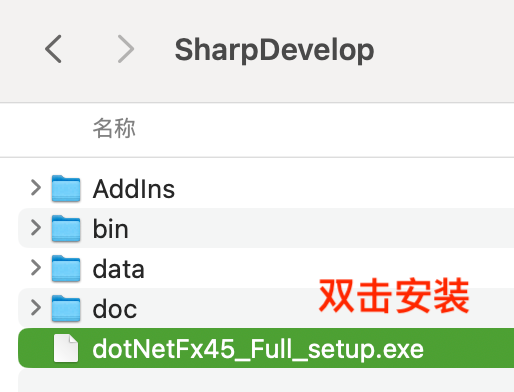 SharpDevelop
名称
AddIns
bin
data
双击安装
doc
dotNetFx45_Full_setup.exe